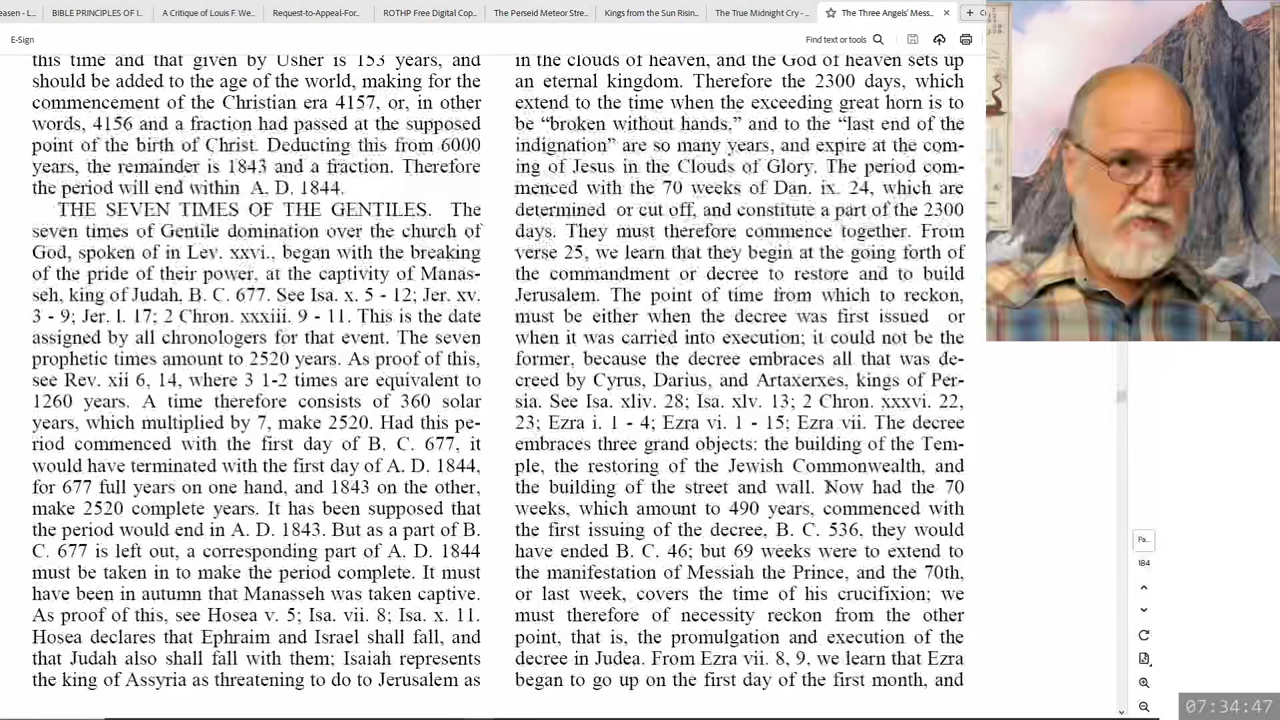 easen - L...
BIBLE PRINCIPLES OF I...
A Critique of Louis F. We...
Request-to-Appeal-For...
ROTHP Free Digital Cop...
The Perseid Meteor Stre...
Kings from the Sun Risin...
The True Midnight Cry - ...
The Three Angels' Mess...
E-Sign
Find text or tools
this time and that given by Usher is 153 years, and
should be added to the age of the world, making for the
commencement of the Christian era 4157, or, in other
words, 4156 and a fraction had passed at the supposed
point of the birth of Christ. Deducting this from 6000
years, the remainder is 1843 and a fraction. Therefore
the period will end within A. D. 1844.
THE SEVEN TIMES OF THE GENTILES. The
seven times of Gentile domination over the church of
God, spoken of in Lev. xxvi., began with the breaking
of the pride of their power, at the captivity of Manas-
seh, king of Judah, B. C. 677. See Isa. x. 5 - 12; Jer. xv.
3 - 9; Jer. l. 17; 2 Chron. xxxiii. 9 - 11. This is the date
assigned by all chronologers for that event. The seven
prophetic times amount to 2520 years. As proof of this,
see Rev. xii 6, 14, where 3 1-2 times are equivalent to
1260 years. A time therefore consists of 360 solar
years, which multiplied by 7, make 2520. Had this pe-
riod commenced with the first day of B. C. 677, it
would have terminated with the first day of A. D. 1844,
for 677 full years on one hand, and 1843 on the other,
make 2520 complete years. It has been supposed that
the period would end in A. D. 1843. But as a part of B.
C. 677 is left out, a corresponding part of A. D. 1844
must be taken in to make the period complete. It must
have been in autumn that Manasseh was taken captive.
As proof of this, see Hosea v. 5; Isa. vii. 8; Isa. x. 11.
Hosea declares that Ephraim and Israel shall fall, and
that Judah also shall fall with them; Isaiah represents
the king of Assyria as threatening to do to Jerusalem as
in the clouds of heaven, and the God of heaven sets up
an eternal kingdom. Therefore the 2300 days, which
extend to the time when the exceeding great horn is to
be “broken without hands,” and to the “last end of the
indignation” are so many years, and expire at the com-
ing of Jesus in the Clouds of Glory. The period com-
menced with the 70 weeks of Dan. ix. 24, which are
determined or cut off, and constitute a part of the 2300
days. They must therefore commence together. From
verse 25, we learn that they begin at the going forth of
the commandment or decree to restore and to build
Jerusalem. The point of time from which to reckon,
must be either when the decree was first issued or
when it was carried into execution; it could not be the
former, because the decree embraces all that was de-
creed by Cyrus, Darius, and Artaxerxes, kings of Per-
sia. See Isa. xliv. 28; Isa. xlv. 13; 2 Chron. xxxvi. 22,
23; Ezra i. 1 - 4; Ezra vi. 1 - 15; Ezra vii. The decree
embraces three grand objects: the building of the Tem-
ple, the restoring of the Jewish Commonwealth, and
the building of the street and wall. Now had the 70
weeks, which amount to 490 years, commenced with
the first issuing of the decree, B. C. 536, they would
have ended B. C. 46; but 69 weeks were to extend to
the manifestation of Messiah the Prince, and the 70th,
or last week, covers the time of his crucifixion; we
must therefore of necessity reckon from the other
point, that is, the promulgation and execution of the
decree in Judea. From Ezra vii. 8, 9, we learn that Ezra
began to go up on the first day of the first month, and
Pa...
184
07:34:47